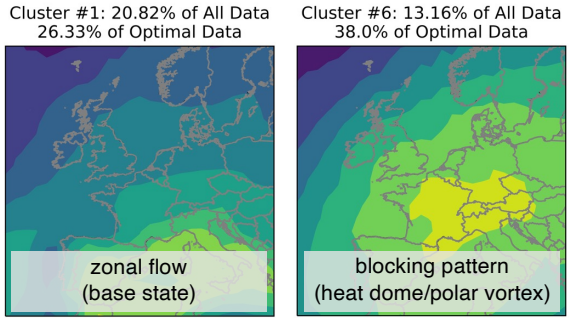 Cluster #1: 20.82% of All Data
26.33% of Optimal Data
zonal flow
(base state)
Cluster #6: 13.16% of All Data
38.0% of Optimal Data
blocking pattern
(heat dome/polar vortex)